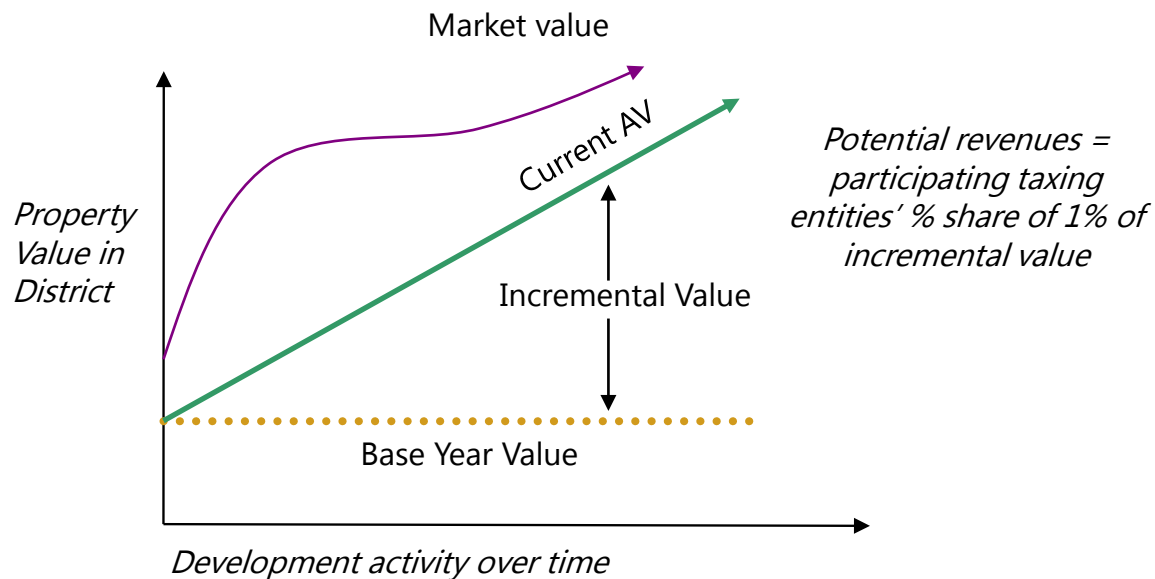 Market value
Current AV
Property
Value in
District
Potential revenues =
participating taxing
entities’ % share of 1% of
incremental value
Incremental Value
Base Year Value
Development activity over time